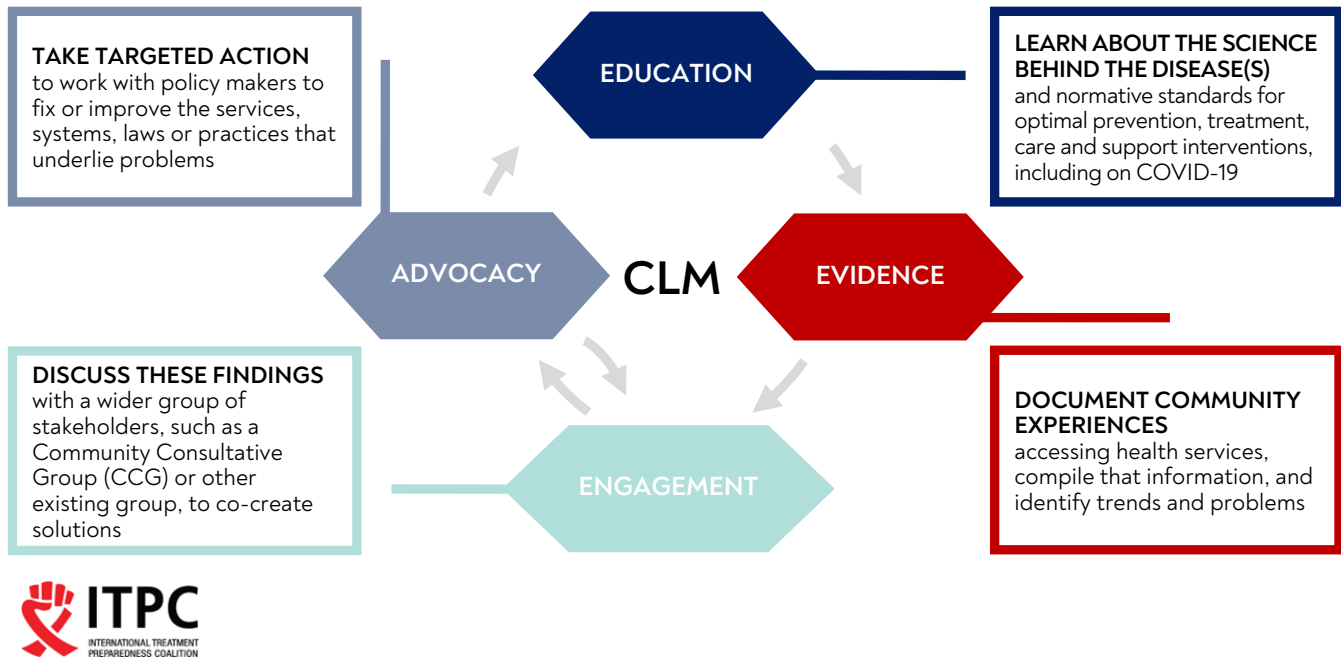 TAKE TARGETED ACTION
to work with policy makers to
fix or improve the services,
systems, laws or practices that
underlie problems
EDUCATION
LEARN ABOUT THE SCIENCE
BEHIND THE DISEASE(S)
and normative standards for
optimal prevention, treatment,
care and support interventions,
including on COVID-19
ADVOCACY
CLM
EVIDENCE
DISCUSS THESE FINDINGS
with a wider group of
stakeholders, such as a
Community Consultative
Group (CCG) or other
existing group, to co-create
solutions
ENGAGEMENT
DOCUMENT COMMUNITY
EXPERIENCES
accessing health services,
compile that information, and
identify trends and problems
ITPC
INTERNATIONAL TREATMENT
PREPAREDNESS COALITION